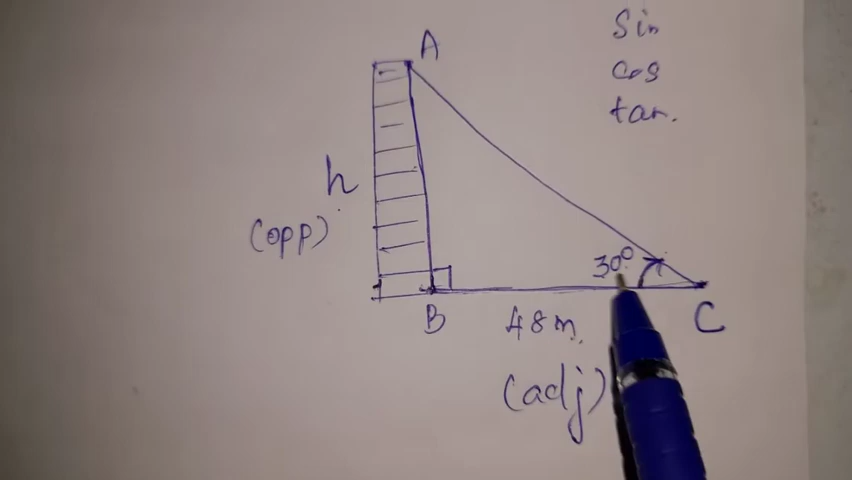 Sin
cos
tan.
A
h
(opp)
30°
B
48m.
C
(adj)